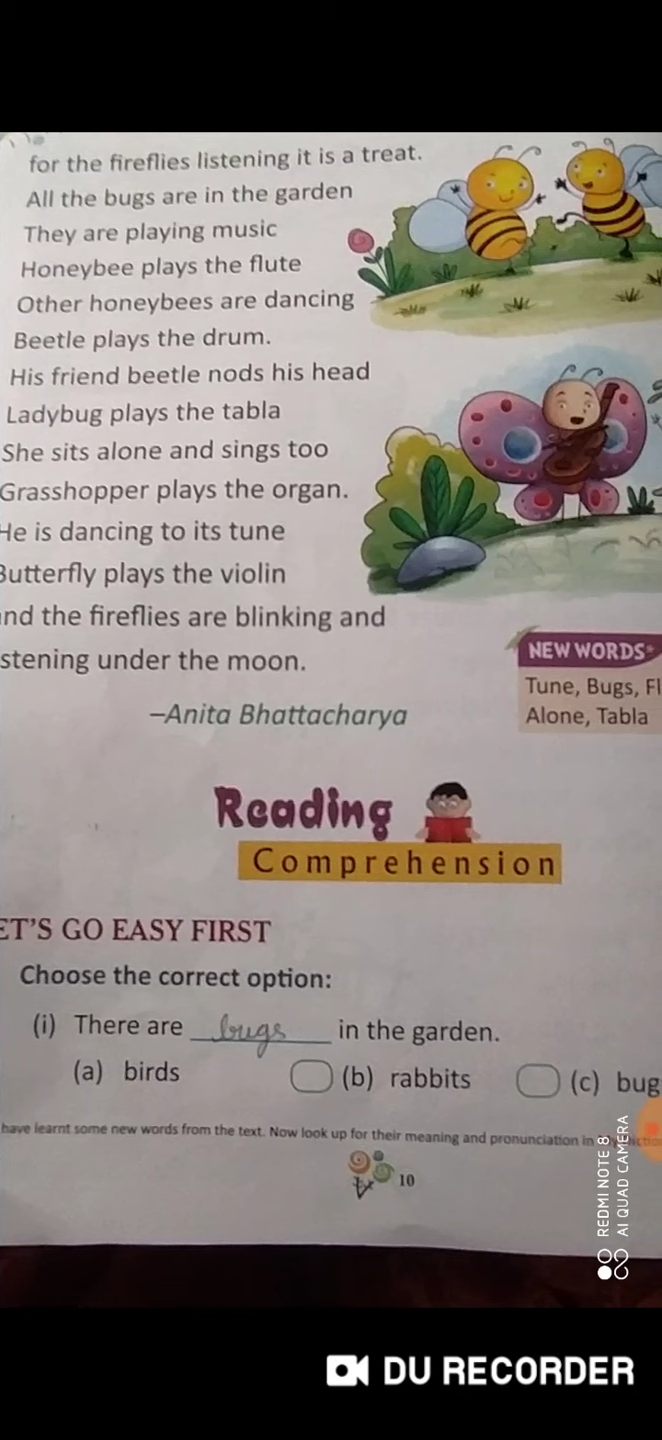 for the fireflies listening it is a treat.
All the bugs are in the garden
They are playing music
Honeybee plays the flute
Other honeybees are dancing
Beetle plays the drum.
His friend beetle nods his head
Ladybug plays the tabla
She sits alone and sings too
Grasshopper plays the organ.
He is dancing to its tune
Butterfly plays the violin
nd the fireflies are blinking and
stening under the moon.
–Anita Bhattacharya
NEW WORDS*
Tune, Bugs, Fl
Alone, Tabla
Reading
Comprehension
ET'S GO EASY FIRST
Choose the correct option:
(i) There are bugs in the garden.
(a) birds (b) rabbits (c) bug
have learnt some new words from the text. Now look up for their meaning and pronunciation in
10
REDMI NOTE 8
AI QUAD CAMERA
DU RECORDER